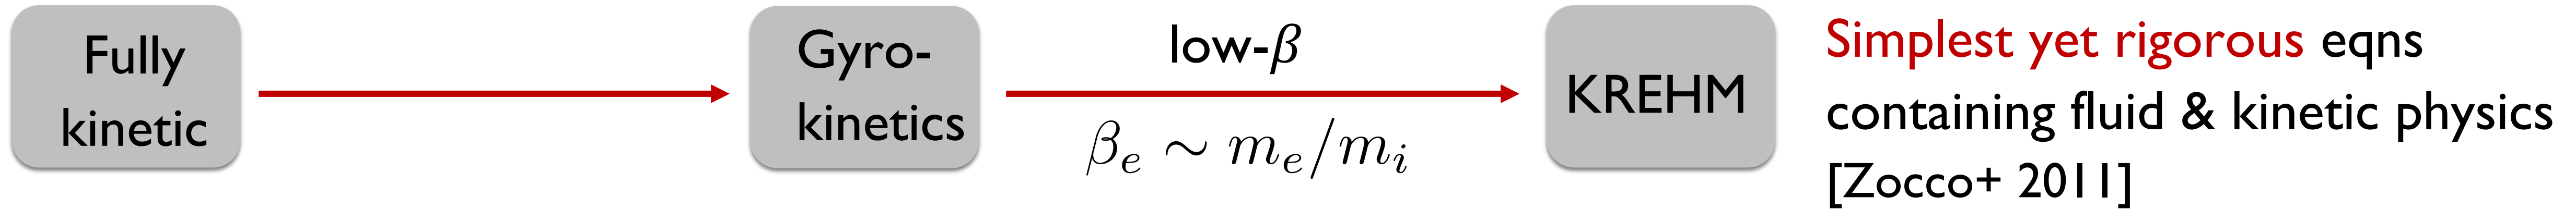 Fully
kinetic
Gyro-
kinetics
low-β
β_e ~ m_e/m_i
KREHM
Simplest yet rigorous eqns
containing fluid & kinetic physics
[Zocco+ 2011]